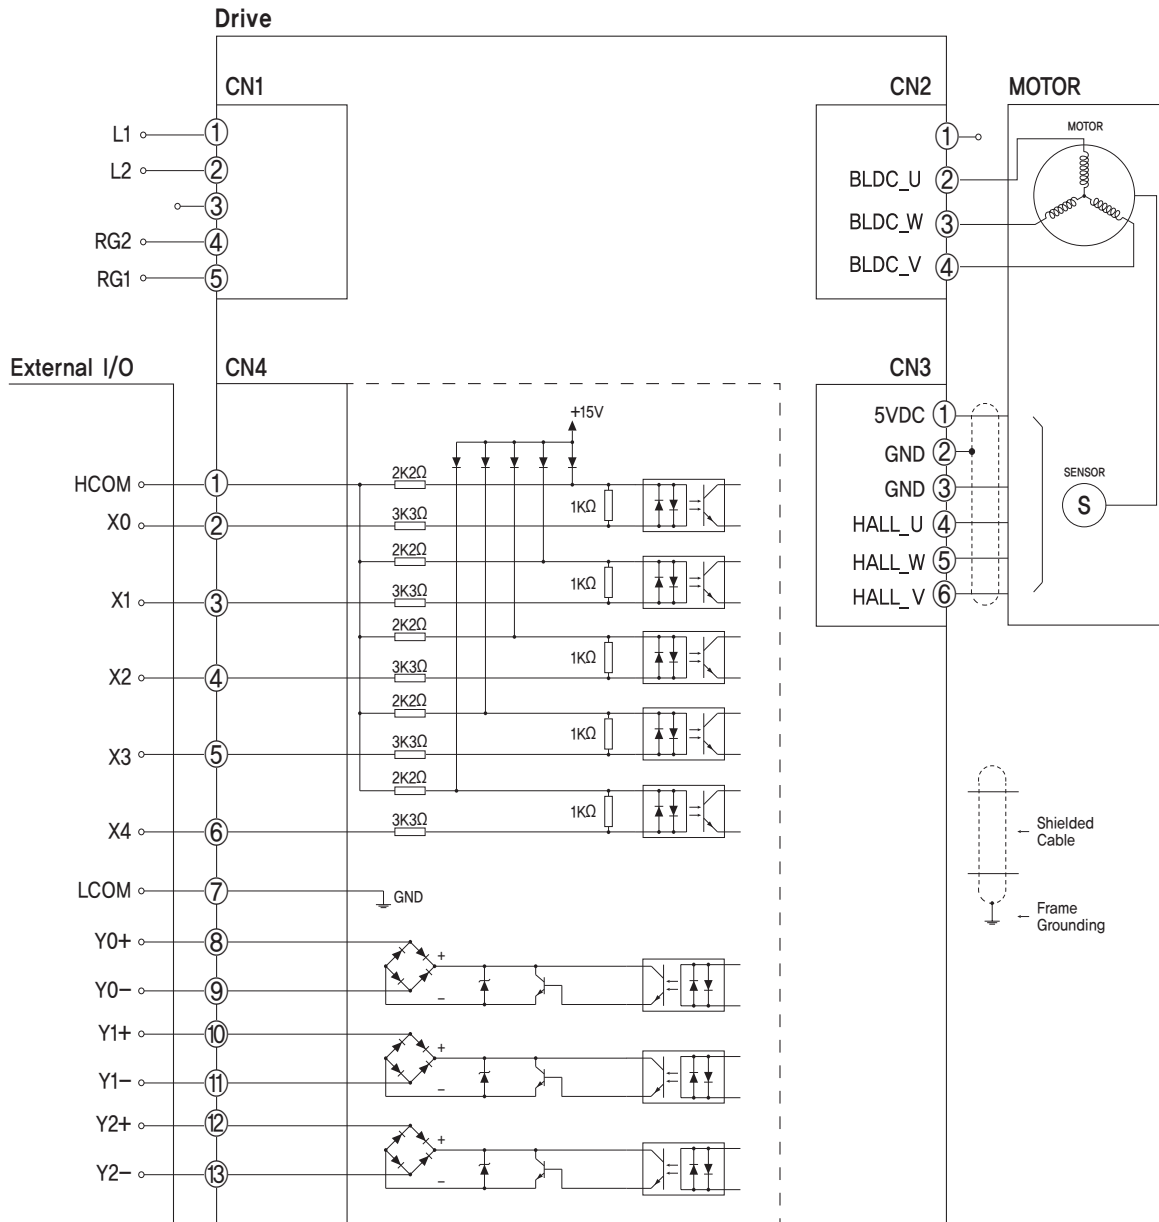 Drive
CN1
L1
1
L2
2
3
RG2
4
RG1
5
CN2
1
BLDC_U
2
BLDC_W
3
BLDC_V
4
MOTOR
MOTOR
External I/O
CN4
+15V
HCOM
1
2K2Ω
1KΩ
X0
2
3K3Ω
2K2Ω
1KΩ
X1
3
3K3Ω
2K2Ω
1KΩ
X2
4
3K3Ω
2K2Ω
1KΩ
X3
5
3K3Ω
2K2Ω
1KΩ
X4
6
3K3Ω
LCOM
7
GND
Y0+
8
+
Y0−
9
−
Y1+
10
+
Y1−
11
−
Y2+
12
+
Y2−
13
−
CN3
5VDC
1
GND
2
GND
3
HALL_U
4
HALL_W
5
HALL_V
6
SENSOR
S
Shielded
Cable
Frame
Grounding